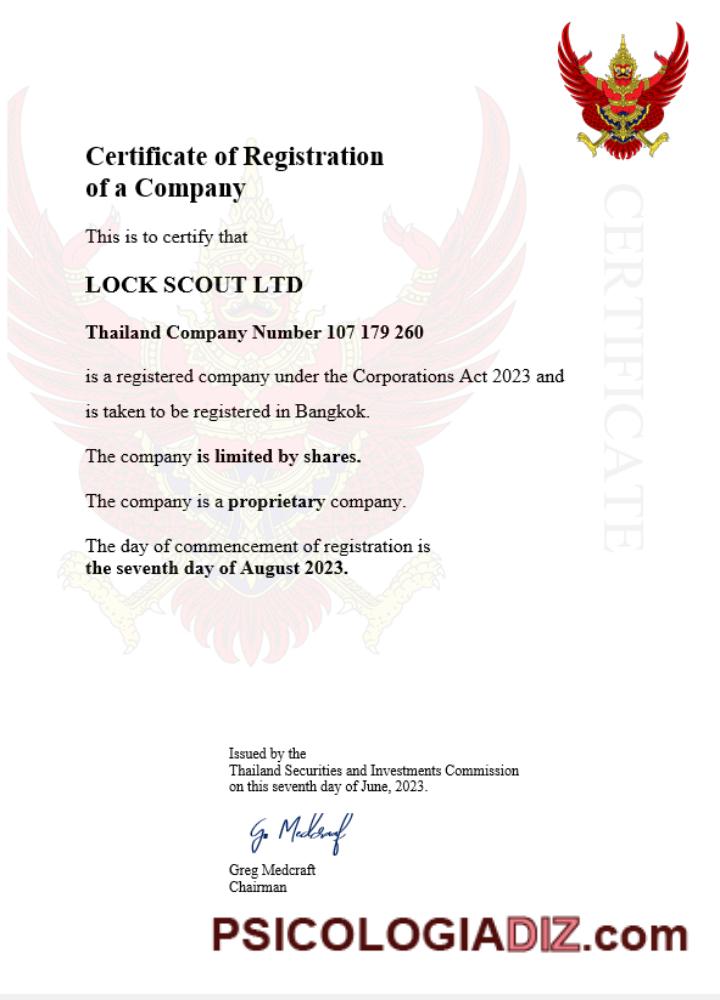 Certificate of Registration
of a Company
This is to certify that
LOCK SCOUT LTD
Thailand Company Number 107 179 260
is a registered company under the Corporations Act 2023 and
is taken to be registered in Bangkok.
The company is limited by shares.
The company is a proprietary company.
The day of commencement of registration is
the seventh day of August 2023.
CERTIFICATE
Issued by the
Thailand Securities and Investments Commission
on this seventh day of June, 2023.
G. Medcraft
Greg Medcraft
Chairman
PSICOLOGIADIZ.com